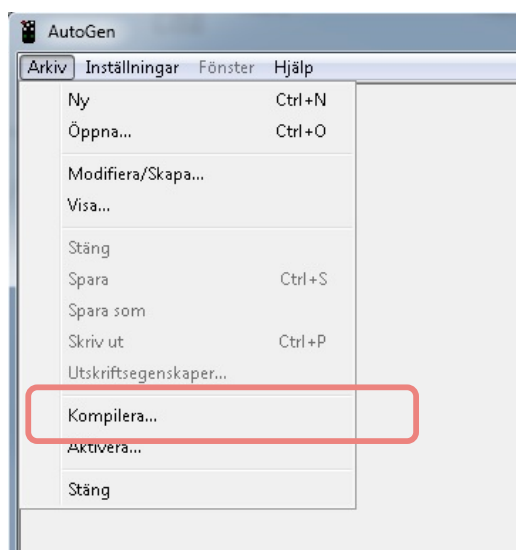 AutoGen
Arkiv Inställningar Fönster Hjälp
Ny Ctrl+N
Öppna... Ctrl+O
Modifiera/Skapa...
Visa...
Stäng
Spara Ctrl+S
Spara som
Skriv ut Ctrl+P
Utskriftsegenskaper...
Kompilera...
Aktivera...
Stäng